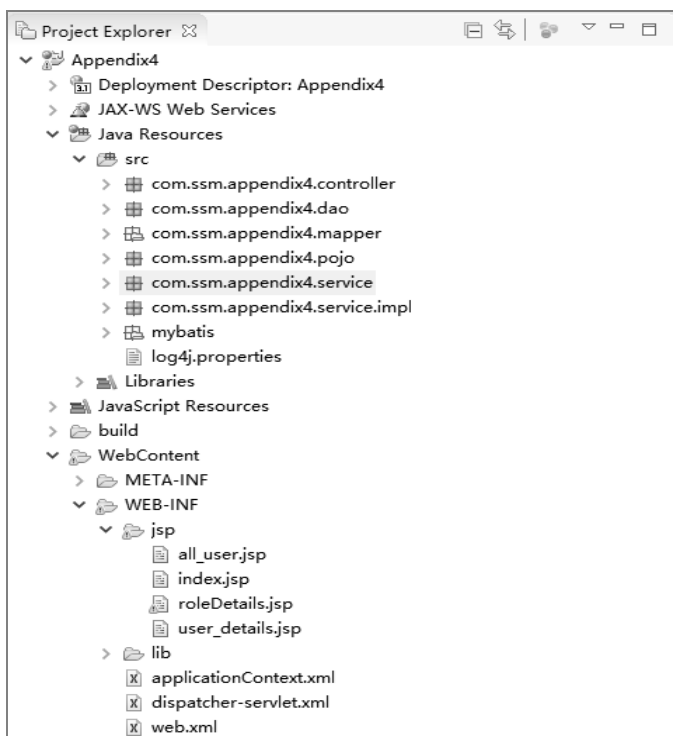 Project Explorer
Appendix4
3.1 Deployment Descriptor: Appendix4
JAX-WS Web Services
Java Resources
src
com.ssm.appendix4.controller
com.ssm.appendix4.dao
com.ssm.appendix4.mapper
com.ssm.appendix4.pojo
com.ssm.appendix4.service
com.ssm.appendix4.service.impl
mybatis
log4j.properties
Libraries
JavaScript Resources
build
WebContent
META-INF
WEB-INF
jsp
all_user.jsp
index.jsp
roleDetails.jsp
user_details.jsp
lib
applicationContext.xml
dispatcher-servlet.xml
web.xml